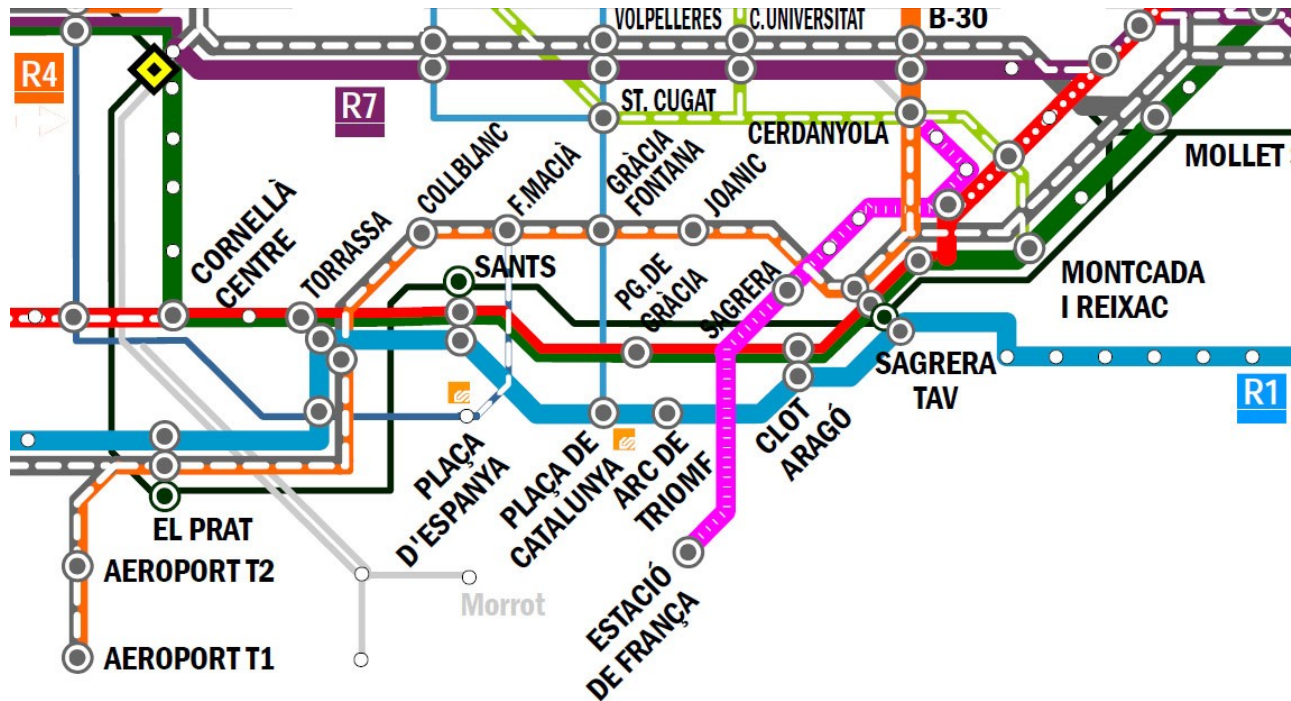 VOLPELLERES
C.UNIVERSITAT
B-30
R4
R7
ST. CUGAT
CERDANYOLA
MOLLET
COLLBLANC
F.MACIÀ
GRÀCIA
FONTANA
JOANIC
CORNELLÀ
CENTRE
TORRASSA
SANTS
PG.DE
GRÀCIA
SAGRERA
MONTCADA
I REIXAC
SAGRERA
TAV
R1
CLOT
ARAGÓ
PLAÇA
D'ESPANYA
PLAÇA DE
CATALUNYA
ARC DE
TRIOMF
EL PRAT
AEROPORT T2
Morrot
ESTACIÓ
DE FRANÇA
AEROPORT T1